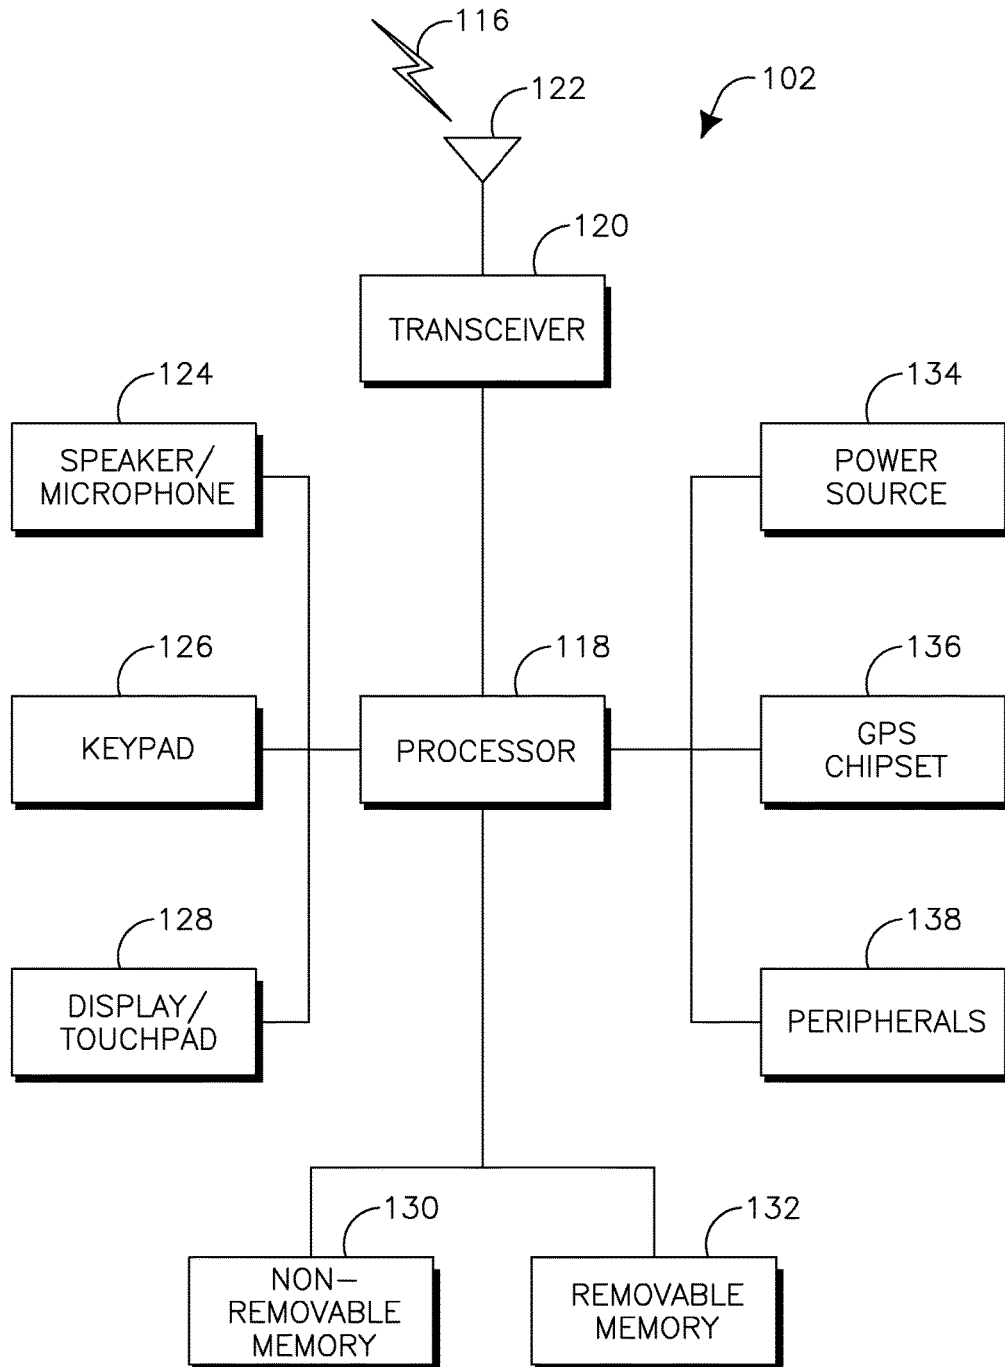 116
122
102
120
TRANSCEIVER
124
SPEAKER/
MICROPHONE
134
POWER
SOURCE
126
KEYPAD
118
PROCESSOR
136
GPS
CHIPSET
128
DISPLAY/
TOUCHPAD
138
PERIPHERALS
130
NON-
REMOVABLE
MEMORY
132
REMOVABLE
MEMORY